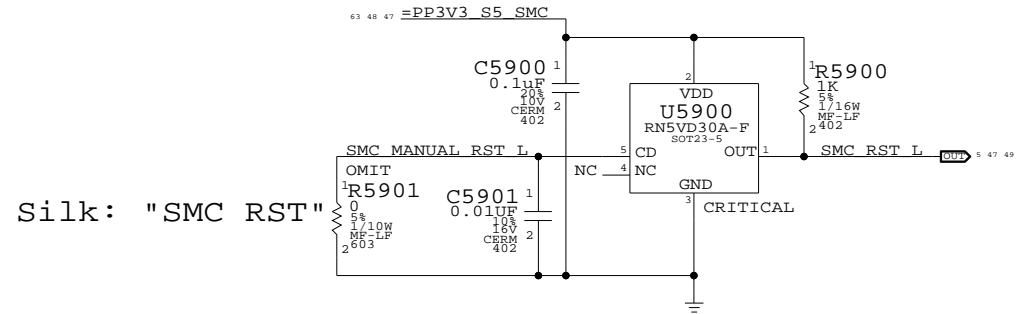 63 48 47 =PP3V3_S5_SMC
C5900 1
0.1uF
20%
10V
CERM 2
402
2
VDD
U5900
RN5VD30A-F
SOT23-5
1 R5900
1K
5%
1/16W
MF-LF
2 402
SMC_MANUAL_RST_L
5 CD
OUT 1
SMC_RST_L
OUT 5 47 49
NC 4 NC
GND
3
CRITICAL
OMIT
1 R5901
0
5%
1/10W
MF-LF
2 603
Silk: "SMC RST"
C5901 1
0.01UF
10%
16V
CERM 2
402